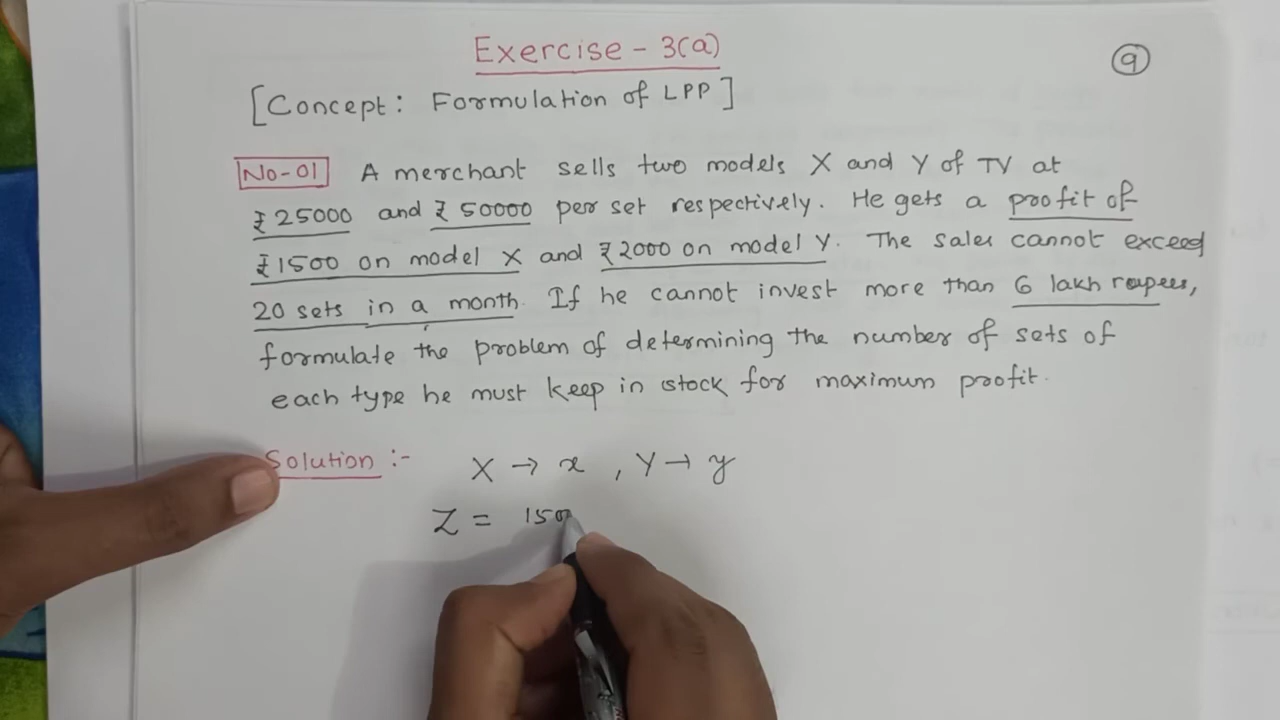 Exercise - 3(a)
9
[Concept: Formulation of LPP]
No-01 A merchant sells two models X and Y of TV at
₹25000 and ₹50000 per set respectively. He gets a profit of
₹1500 on model X and ₹2000 on model Y. The sales cannot exceed
20 sets in a month. If he cannot invest more than 6 lakh rupees,
formulate the problem of determining the number of sets of
each type he must keep in stock for maximum profit.
Solution :- X → x , Y → y
Z = 150